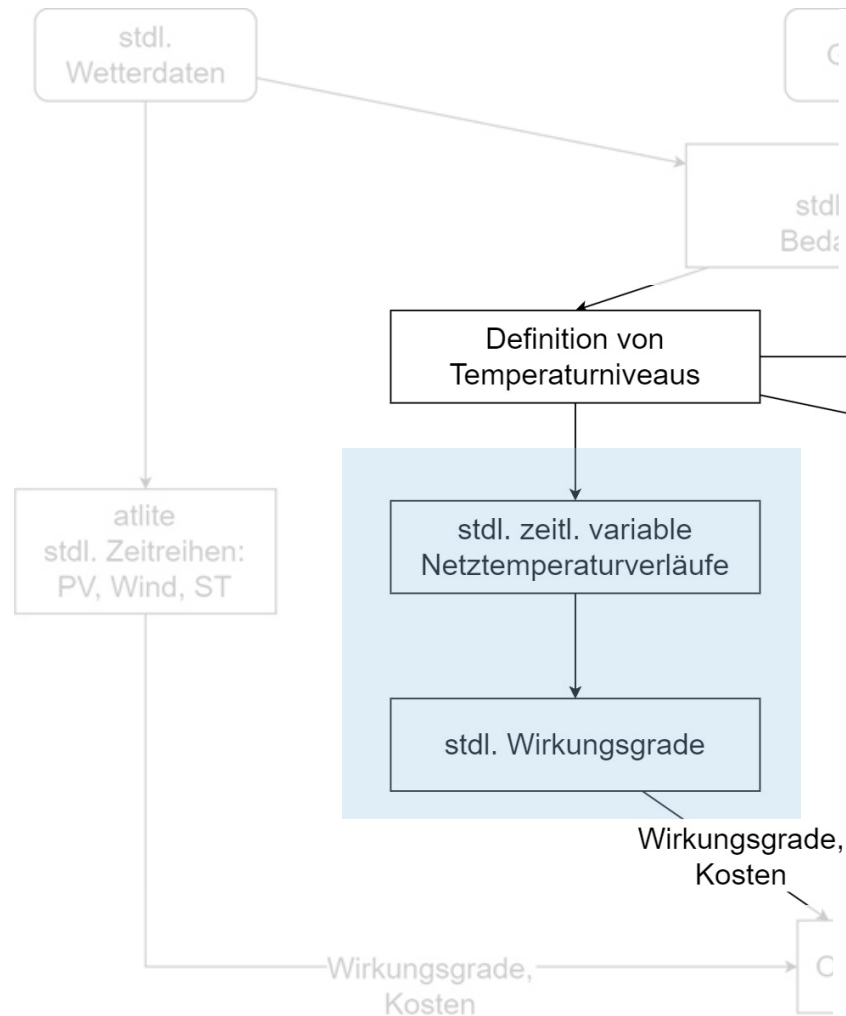 stdl.
Wetterdaten
stdl
Definition von
Temperaturniveaus
atlite
stdl. Zeitreihen:
PV, Wind, ST
stdl. zeitl. variable
Netztemperaturverläufe
stdl. Wirkungsgrade
Wirkungsgrade,
Kosten
Wirkungsgrade,
Kosten